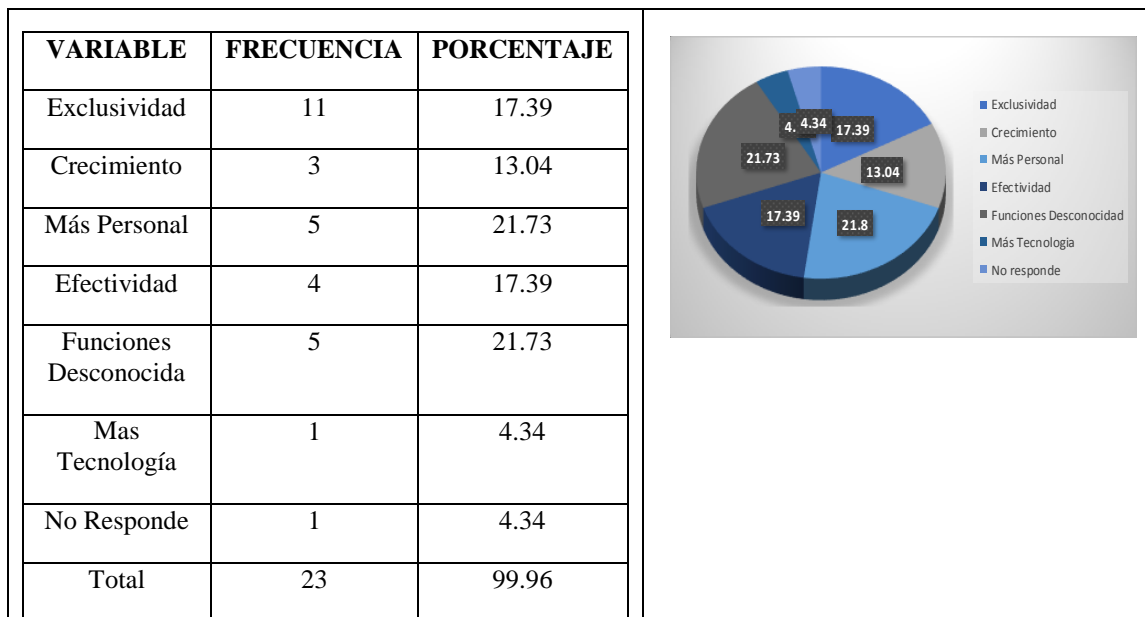 VARIABLE FRECUENCIA PORCENTAJE
Exclusividad 11 17.39
Crecimiento 3 13.04
Más Personal 5 21.73
Efectividad 4 17.39
Funciones 5 21.73
Desconocida
Mas 1 4.34
Tecnología
No Responde 1 4.34
Total 23 99.96
4. 4.34 17.39
21.73 13.04
17.39 21.8
Exclusividad
Crecimiento
Más Personal
Efectividad
Funciones Desconocidad
Más Tecnologia
No responde